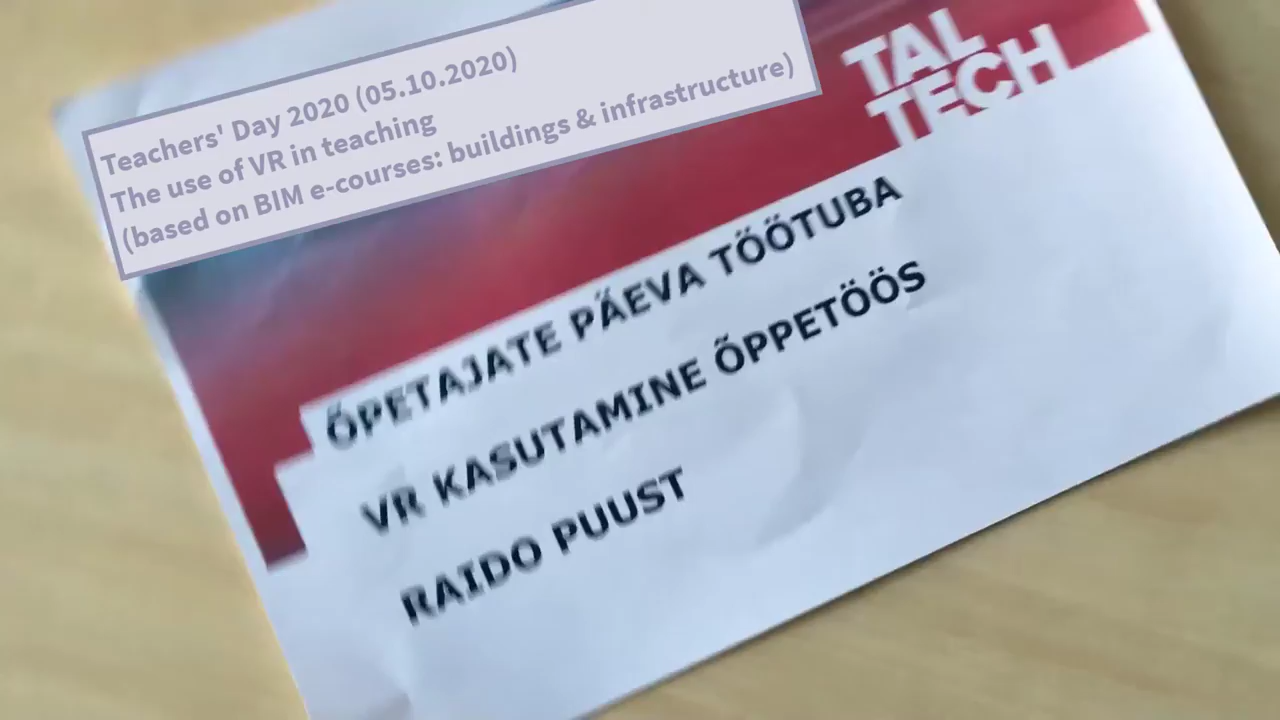 Teachers' Day 2020 (05.10.2020)
The use of VR in teaching
(based on BIM e-courses: buildings & infrastructure)
TAL
TECH
ÕPETAJATE PÄEVA TÖÖTUBA
VR KASUTAMINE ÕPPETÖÖS
RAIDO PUUST